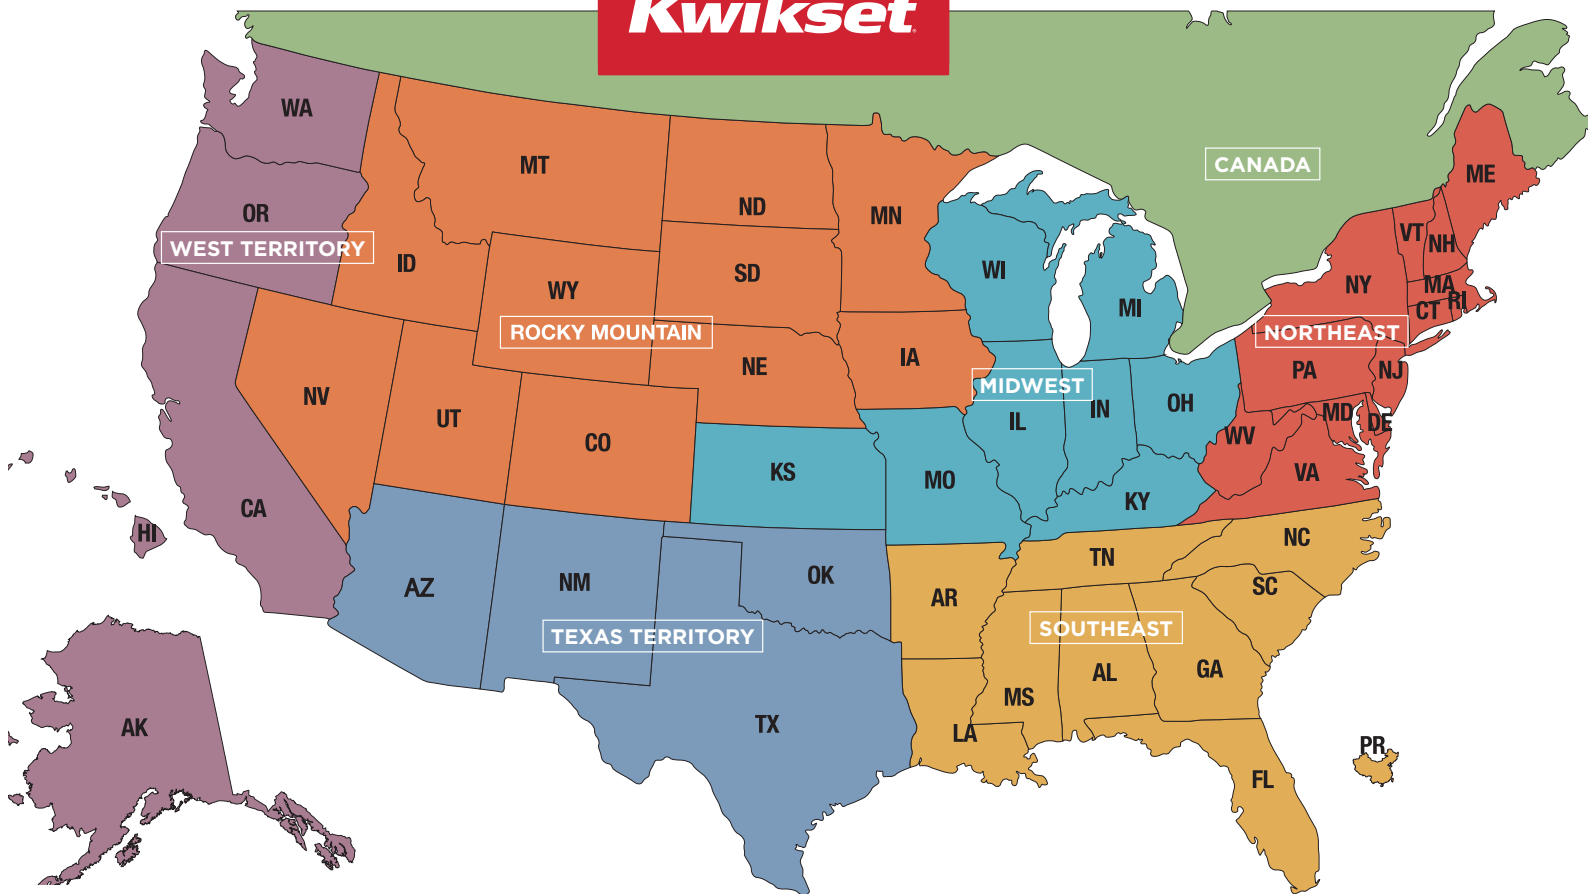 Kwikset
WA
MT
CANADA
ME
OR
ND
MN
VT
NH
WEST TERRITORY
ID
SD
WI
WY
MI
NY
MA
RI
CT
ROCKY MOUNTAIN
NORTHEAST
NE
IA
PA
NJ
MIDWEST
NV
UT
CO
IL
IN
OH
MD
DE
WV
KS
MO
VA
KY
CA
HI
NC
TN
AZ
NM
OK
AR
SC
TEXAS TERRITORY
SOUTHEAST
AL
GA
MS
AK
TX
LA
PR
FL